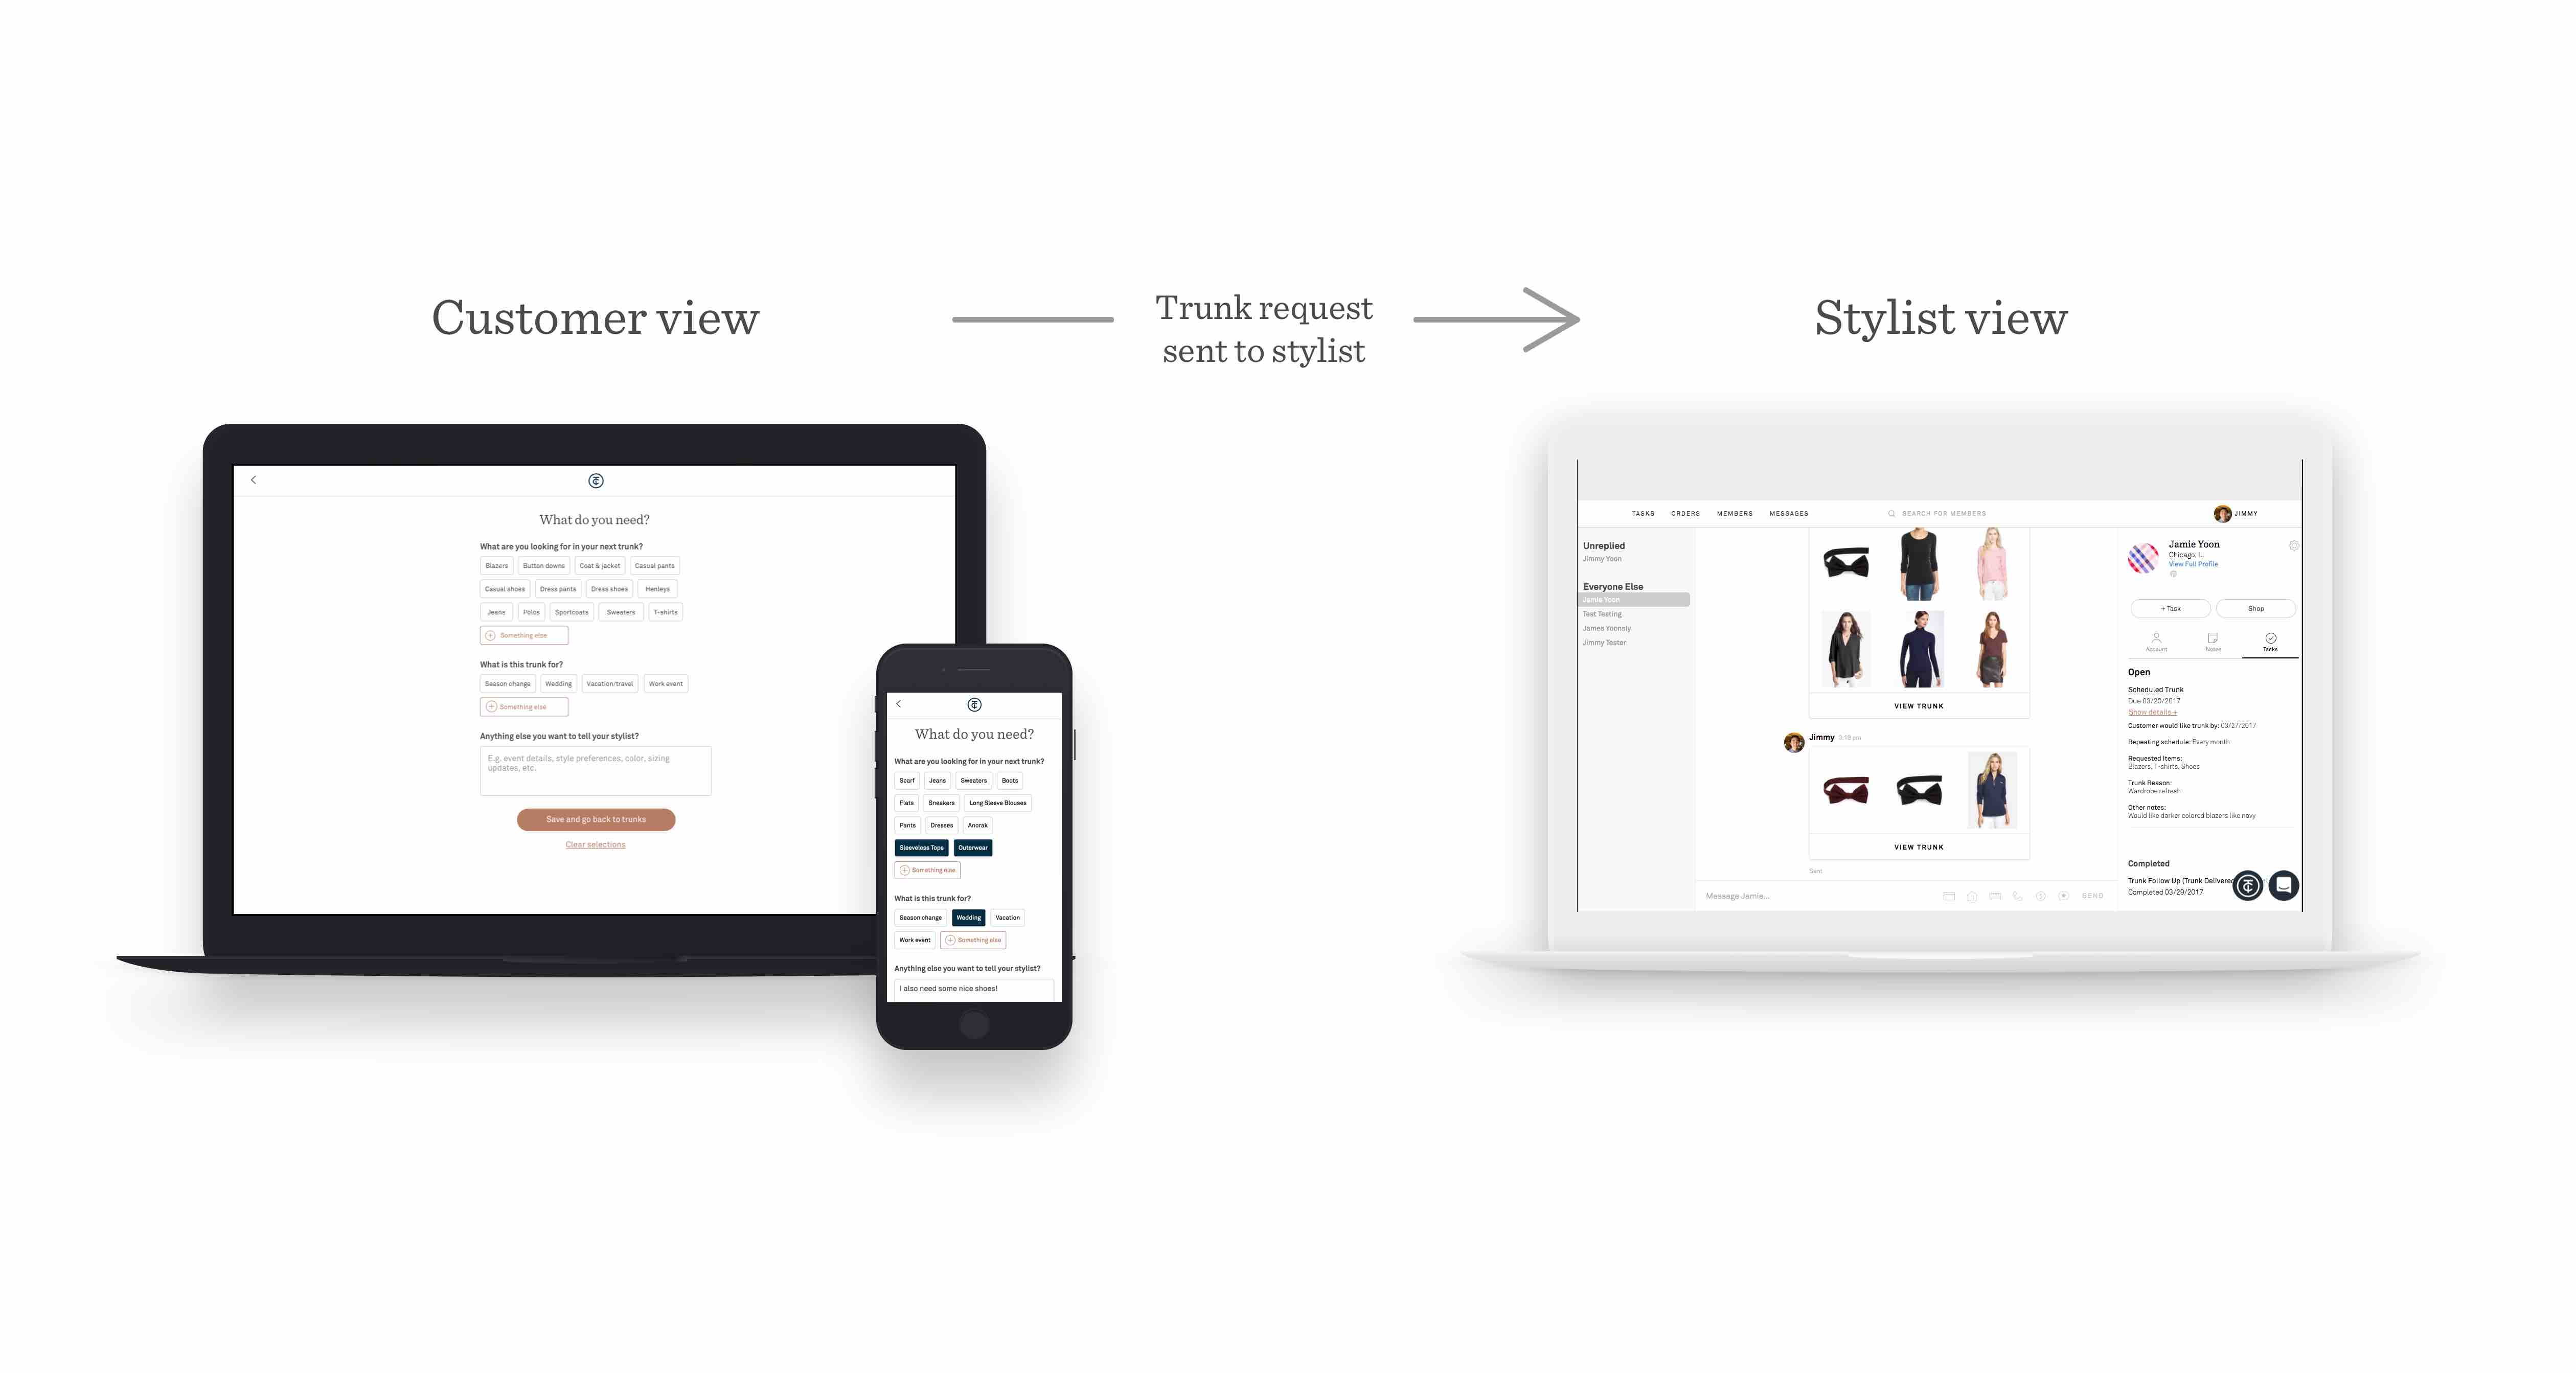 Customer view
Trunk request
sent to stylist
Stylist view
What do you need?
What are you looking for in your next trunk?
Blazers Button downs Coat & jacket Casual pants
Casual shoes Dress pants Dress shoes Henleys
Jeans Polos Sportcoats Sweaters T-shirts
Something else
What is this trunk for?
Season change Wedding Vacation/travel Work event
Something else
Anything else you want to tell your stylist?
E.g. event details, style preferences, color, sizing
updates, etc.
Save and go back to trunks
Clear selections
What do you need?
What are you looking for in your next trunk?
Scarf Jeans Sweaters Boots
Flats Sneakers Long Sleeve Blouses
Pants Dresses Anorak
Sleeveless Tops Outerwear
Something else
What is this trunk for?
Season change Wedding Vacation
Work event Something else
Anything else you want to tell your stylist?
I also need some nice shoes!
TASKS ORDERS MEMBERS MESSAGES SEARCH FOR MEMBERS JIMMY
Unreplied
Jimmy Yoon
Everyone Else
Jamie Yoon
Test Testing
James Yoonsly
Jimmy Tester
VIEW TRUNK
Jimmy 3:19 pm
VIEW TRUNK
Sent
Message Jamie... SEND
Jamie Yoon
Chicago, IL
View Full Profile
+ Task Shop
Account Notes Tasks
Open
Scheduled Trunk
Due 03/20/2017
Show details +
Customer would like trunk by: 03/27/2017
Repeating schedule: Every month
Requested Items:
Blazers, T-shirts, Shoes
Trunk Reason:
Wardrobe refresh
Other notes:
Would like darker colored blazers like navy
Completed
Trunk Follow Up (Trunk Delivered
Completed 03/29/2017